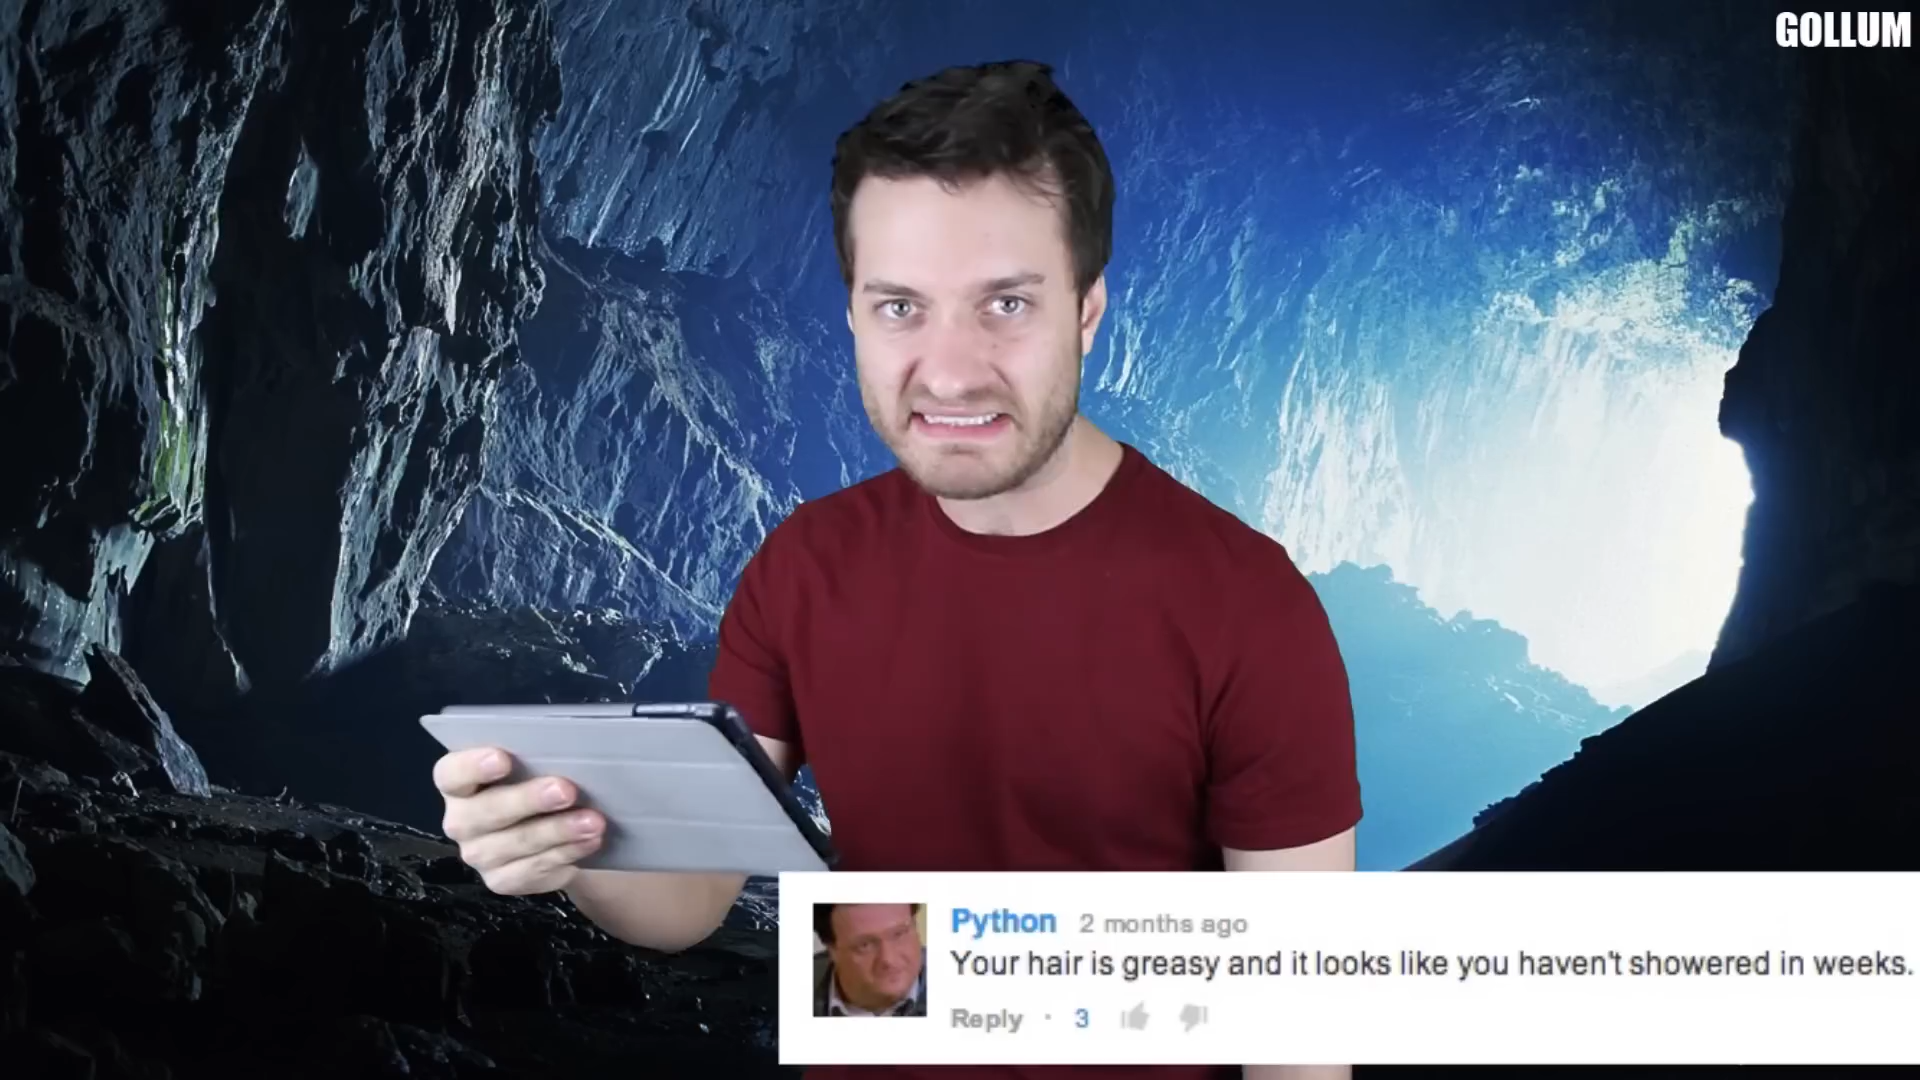 GOLLUM
Python 2 months ago
Your hair is greasy and it looks like you haven't showered in weeks.
Reply · 3